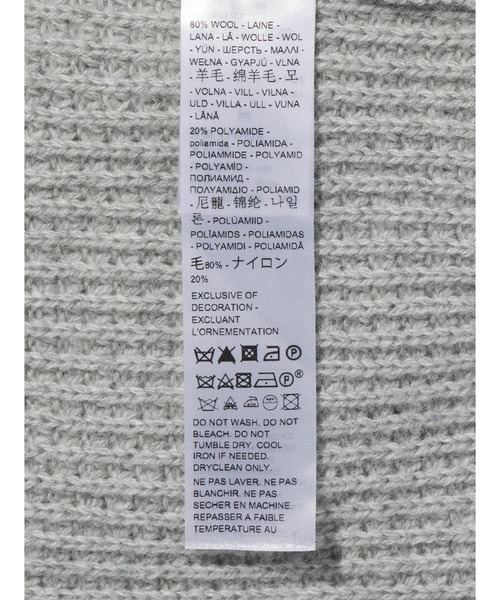 80% WOOL - LAINE -
LANA - LÃ - WOLLE - WOL
- YÜN - ШЕРСТЬ - ΜΑΛΛΙ -
WEŁNA - GYAPJÚ - VLNA
- 羊毛 - 绵羊毛 - 모
- VOLNA - VILL - VILNA -
ULD - VILLA - ULL - VUNA
- LÂNĂ
20% POLYAMIDE -
poliamida - POLIAMIDA -
POLIAMMIDE - POLYAMID
- POLYAMİD -
ПОЛИАМИД -
ΠΟΛΥΑΜΙΔΙΟ - POLIAMID
- 尼龍 - 锦纶 - 나일
론 - POLÜAMIID -
POLĪAMIDS - POLYAMIDAS
- POLYAMIDI - POLIAMIDĂ
毛80% - ナイロン
20%
EXCLUSIVE OF
DECORATION -
EXCLUANT
L'ORNEMENTATION
P
P®
DO NOT WASH. DO NOT
BLEACH. DO NOT
TUMBLE DRY. COOL
IRON IF NEEDED.
DRYCLEAN ONLY.
NE PAS LAVER. NE PAS
BLANCHIR. NE PAS
SECHER EN MACHINE.
REPASSER A FAIBLE
TEMPERATURE AU